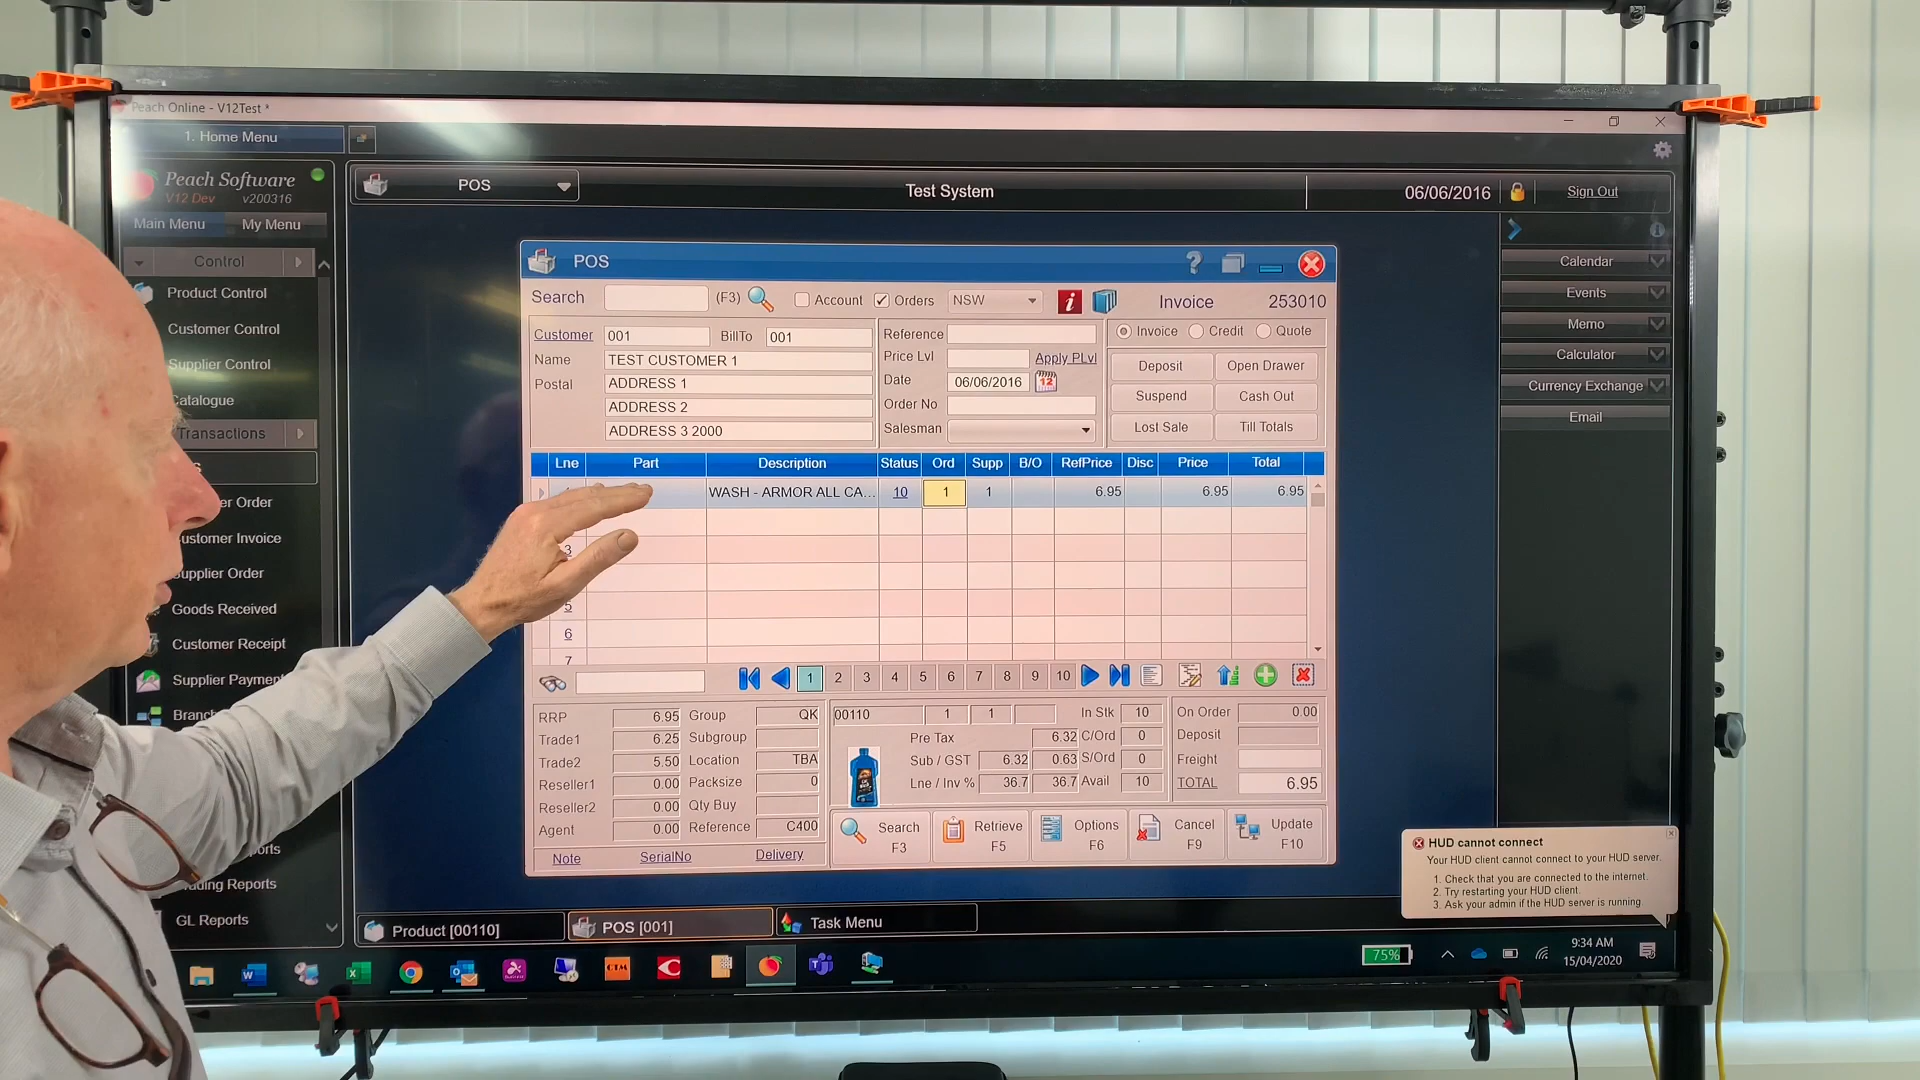 Peach Online - V12Test *
1. Home Menu
Peach Software
V12 Dev v200316
Main Menu My Menu
POS
Test System
06/06/2016
Sign Out
Control
Product Control
Customer Control
Supplier Control
Catalogue
Transactions
S
er Order
ustomer Invoice
upplier Order
Goods Received
Customer Receipt
Supplier Paymen
Branc
orts
ding Reports
GL Reports
POS
?
Search (F3) Account Orders NSW i Invoice 253010
Customer 001 BillTo 001
Name TEST CUSTOMER 1
Postal ADDRESS 1
ADDRESS 2
ADDRESS 3 2000
Reference
Price Lvl Apply PLvl
Date 06/06/2016 12
Order No
Salesman
Invoice Credit Quote
Deposit Open Drawer
Suspend Cash Out
Lost Sale Till Totals
Lne Part Description Status Ord Supp B/O RefPrice Disc Price Total
WASH - ARMOR ALL CA... 10 1 1 6.95 6.95 6.95
3
5
6
7
1 2 3 4 5 6 7 8 9 10
RRP 6.95 Group QK
Trade1 6.25 Subgroup
Trade2 5.50 Location TBA
Reseller1 0.00 Packsize 0
Reseller2 0.00 Qty Buy
Agent 0.00 Reference C400
Note SerialNo Delivery
00110 1 1 In Stk 10
Pre Tax 6.32 C/Ord 0
Sub / GST 6.32 0.63 S/Ord 0
Lne / Inv % 36.7 36.7 Avail 10
On Order 0.00
Deposit
Freight
TOTAL 6.95
Search F3
Retrieve F5
Options F6
Cancel F9
Update F10
Calendar
Events
Memo
Calculator
Currency Exchange
Email
HUD cannot connect
Your HUD client cannot connect to your HUD server.
1. Check that you are connected to the internet.
2. Try restarting your HUD client.
3. Ask your admin if the HUD server is running
Product [00110]
POS [001]
Task Menu
75%
9:34 AM
15/04/2020